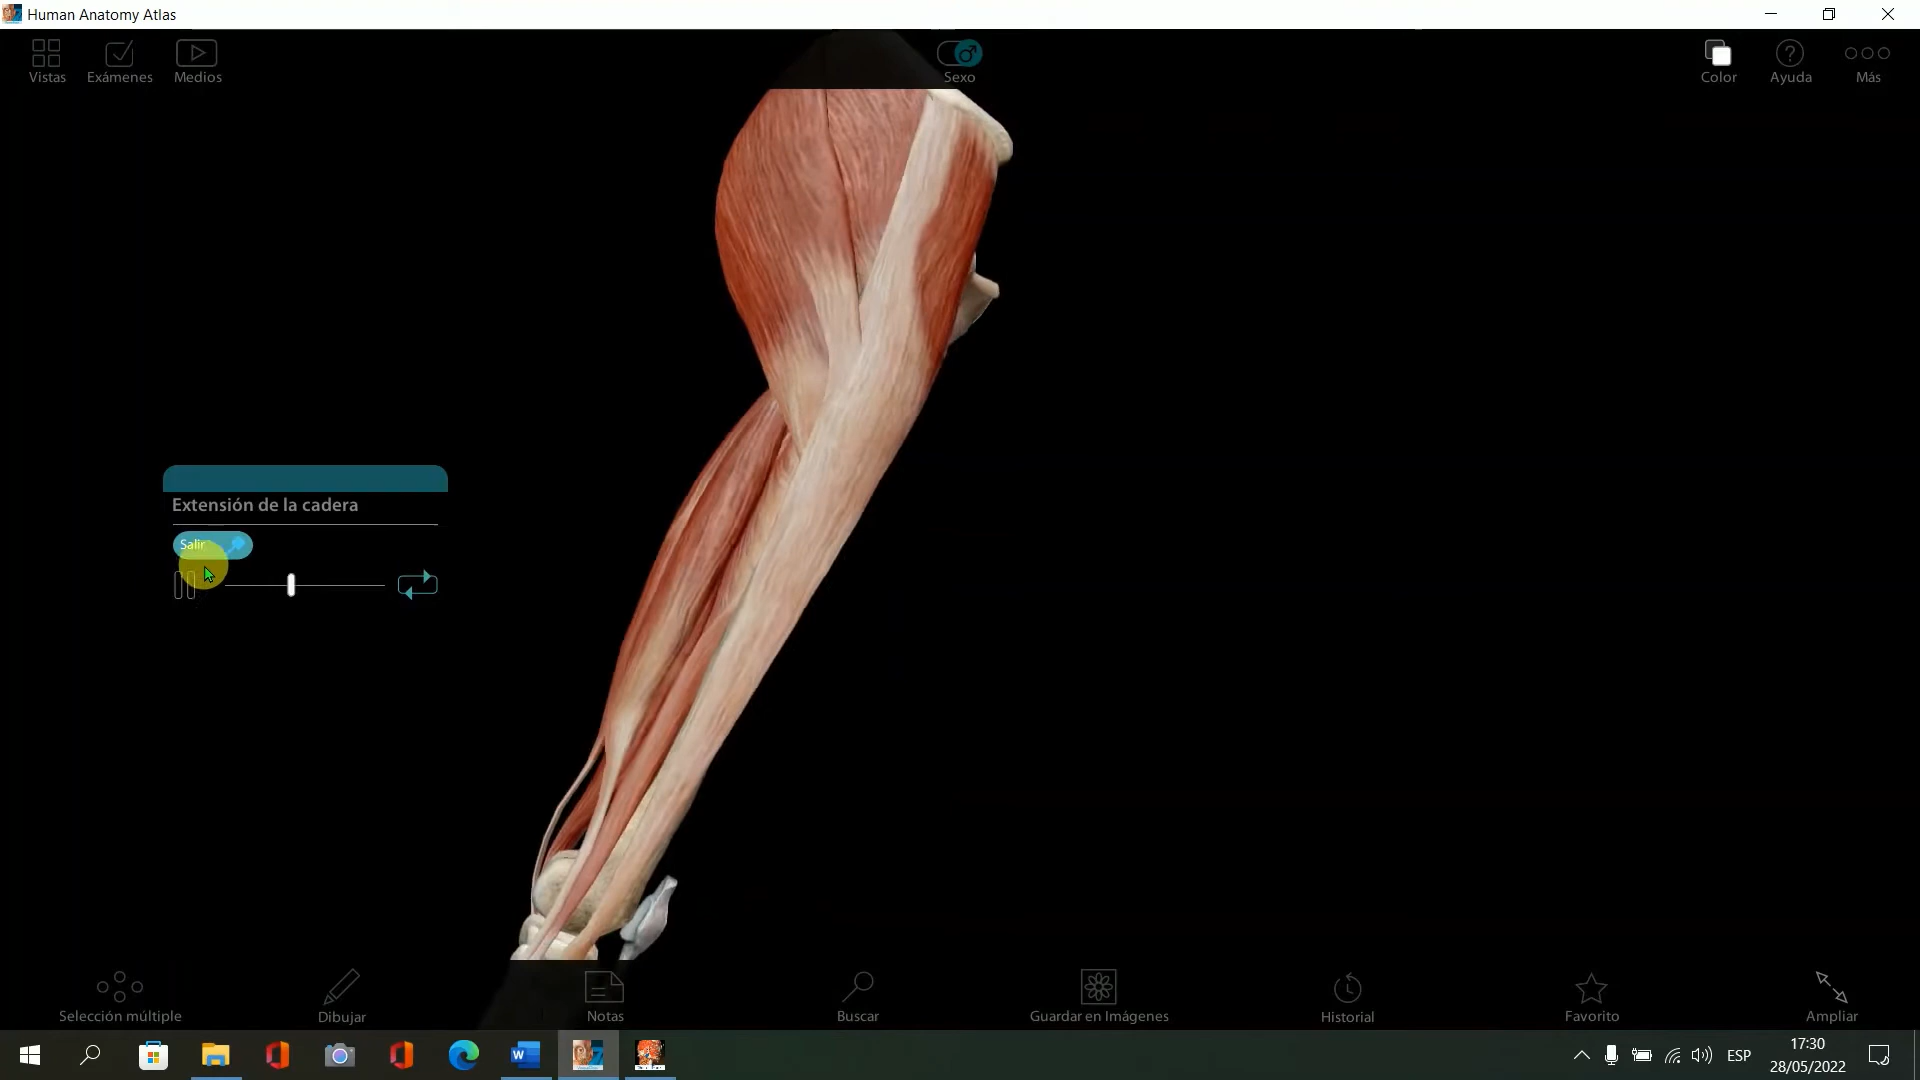 Human Anatomy Atlas
Vistas
Exámenes
Medios
Sexo
Color
Ayuda
Más
Extensión de la cadera
Salir
Selección múltiple
Dibujar
Notas
Buscar
Guardar en Imágenes
Historial
Favorito
Ampliar
ESP
17:30
28/05/2022